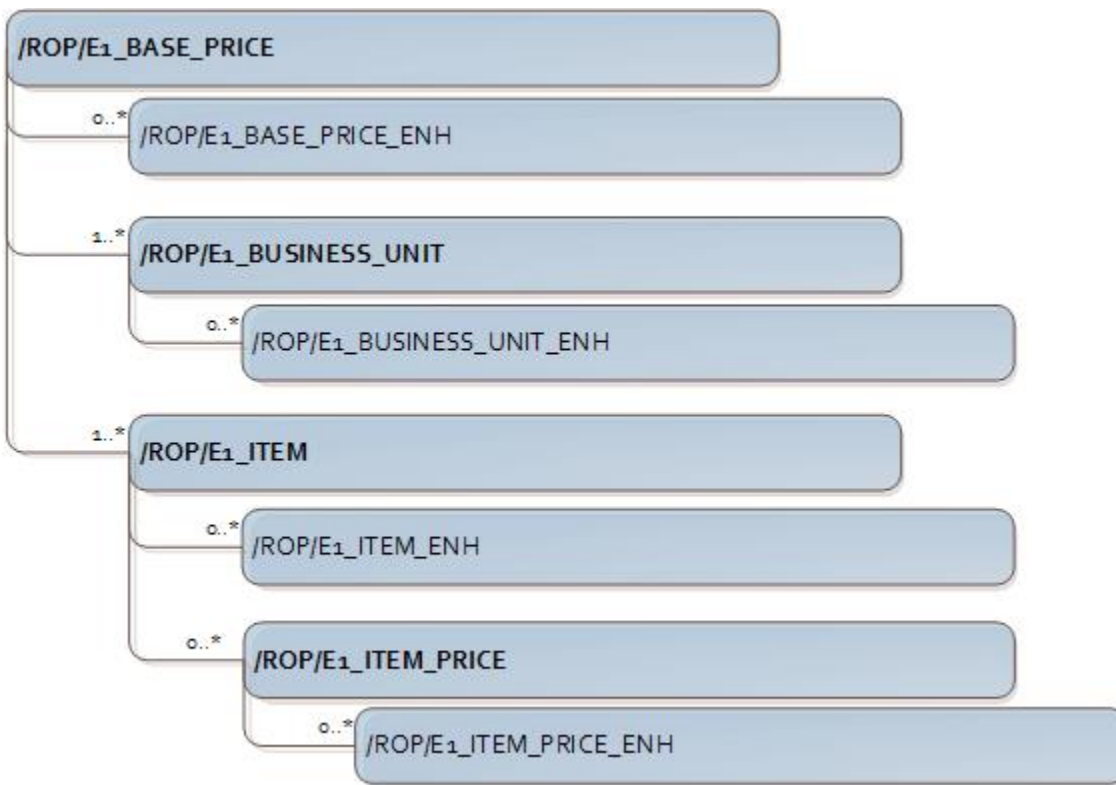 /ROP/E1_BASE_PRICE
0..*
/ROP/E1_BASE_PRICE_ENH
1..*
/ROP/E1_BUSINESS_UNIT
0..*
/ROP/E1_BUSINESS_UNIT_ENH
1..*
/ROP/E1_ITEM
0..*
/ROP/E1_ITEM_ENH
0..*
/ROP/E1_ITEM_PRICE
0..*
/ROP/E1_ITEM_PRICE_ENH